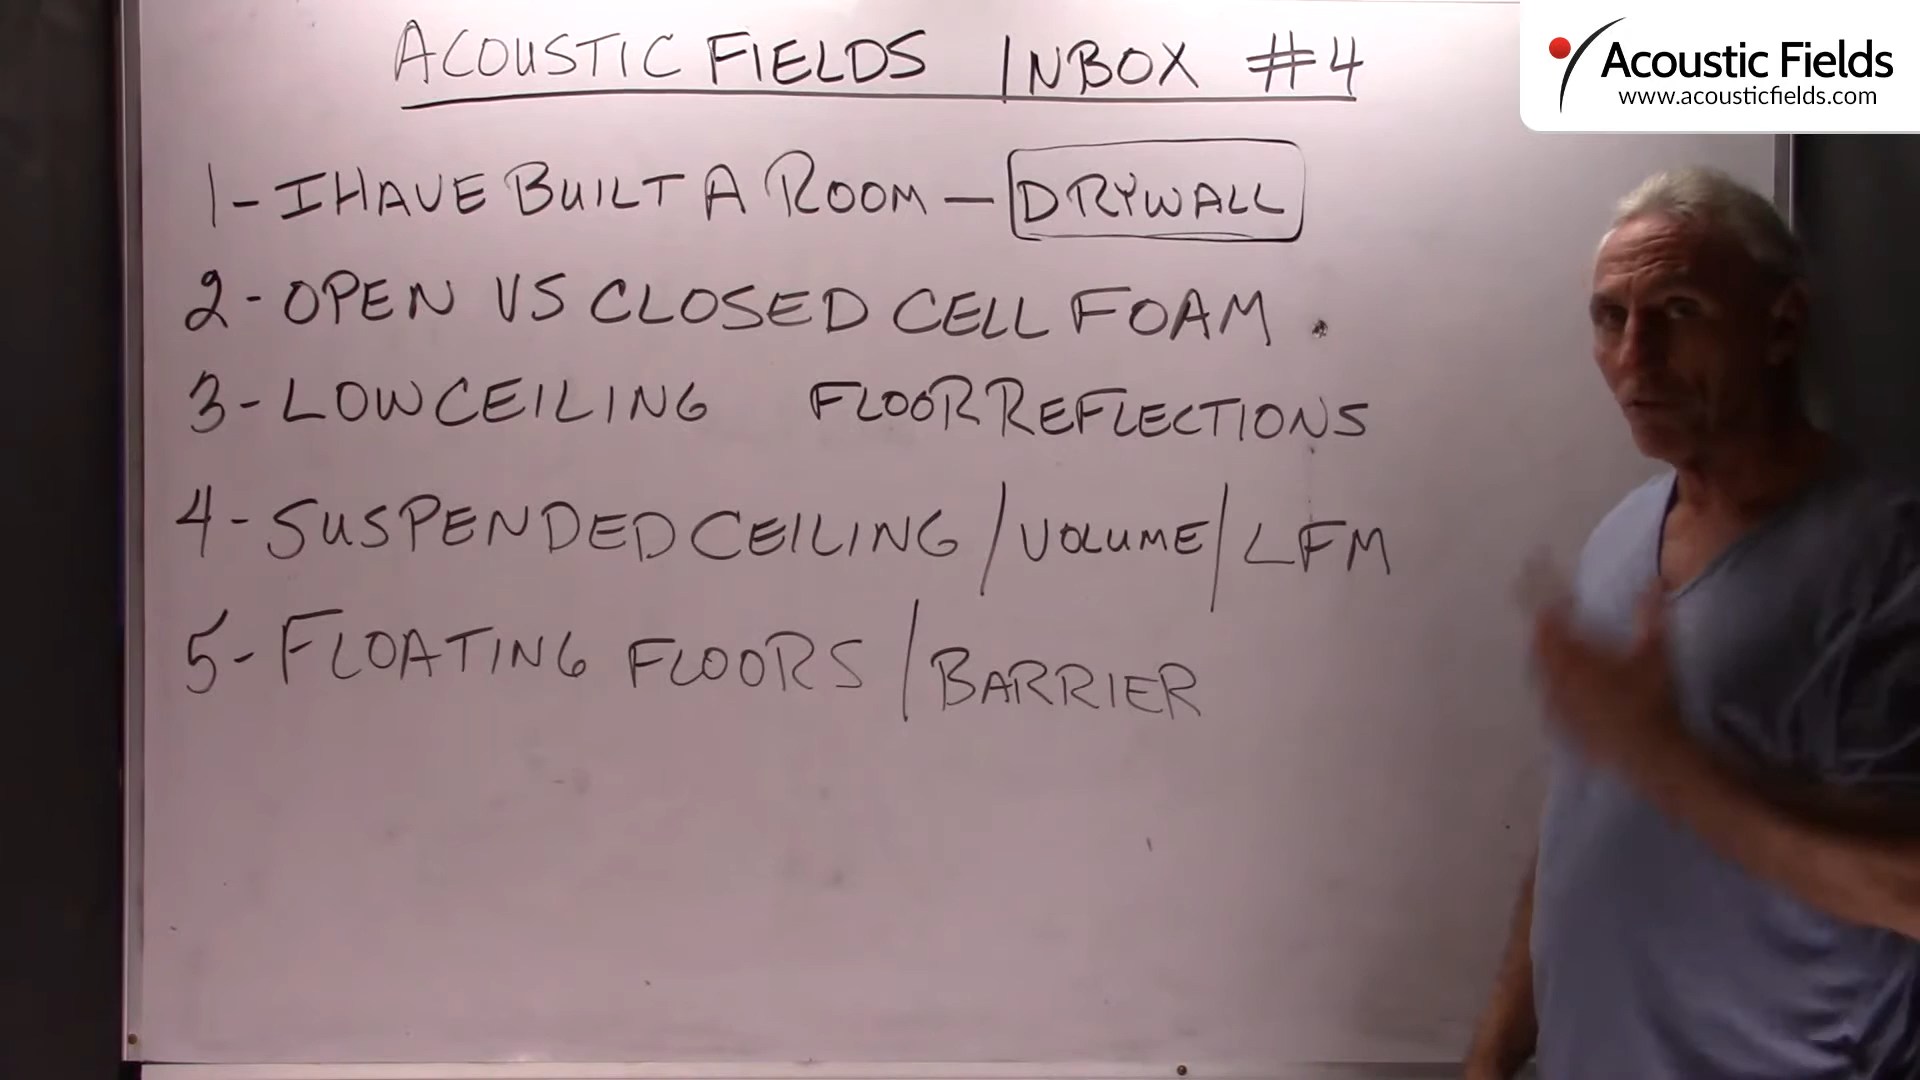 ACOUSTIC FIELDS INBOX #4
Acoustic Fields
www.acousticfields.com
1- I HAVE BUILT A ROOM — DRYWALL
2- OPEN VS CLOSED CELL FOAM .
3- LOW CEILING FLOOR REFLECTIONS
4- SUSPENDED CEILING / VOLUME / LFM
5- FLOATING FLOORS / BARRIER